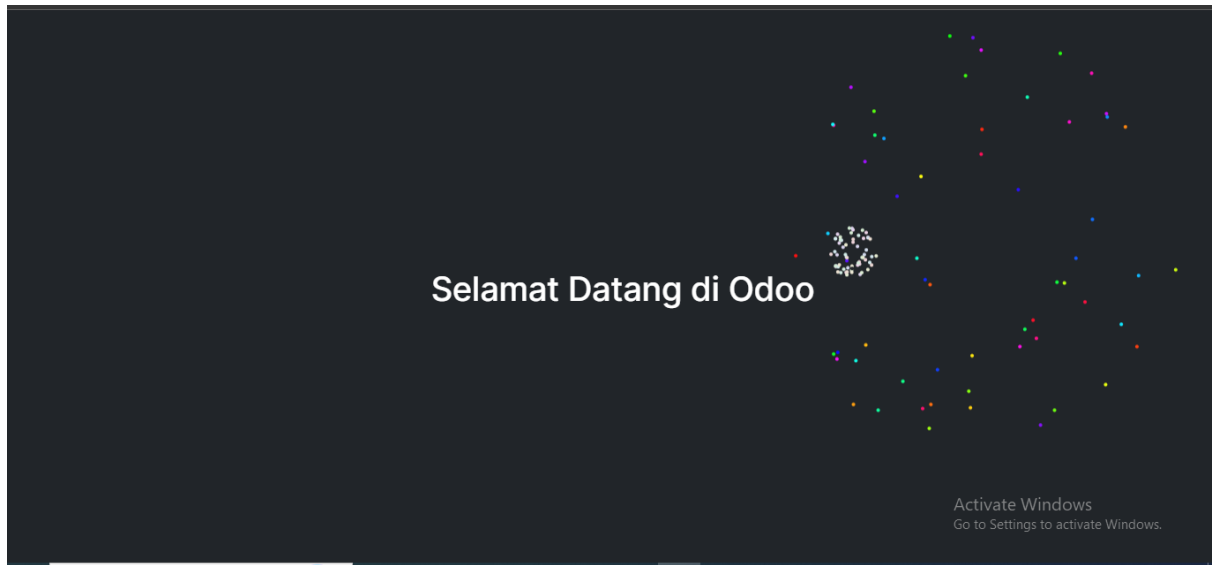 Selamat Datang di Odoo
Activate Windows
Go to Settings to activate Windows.